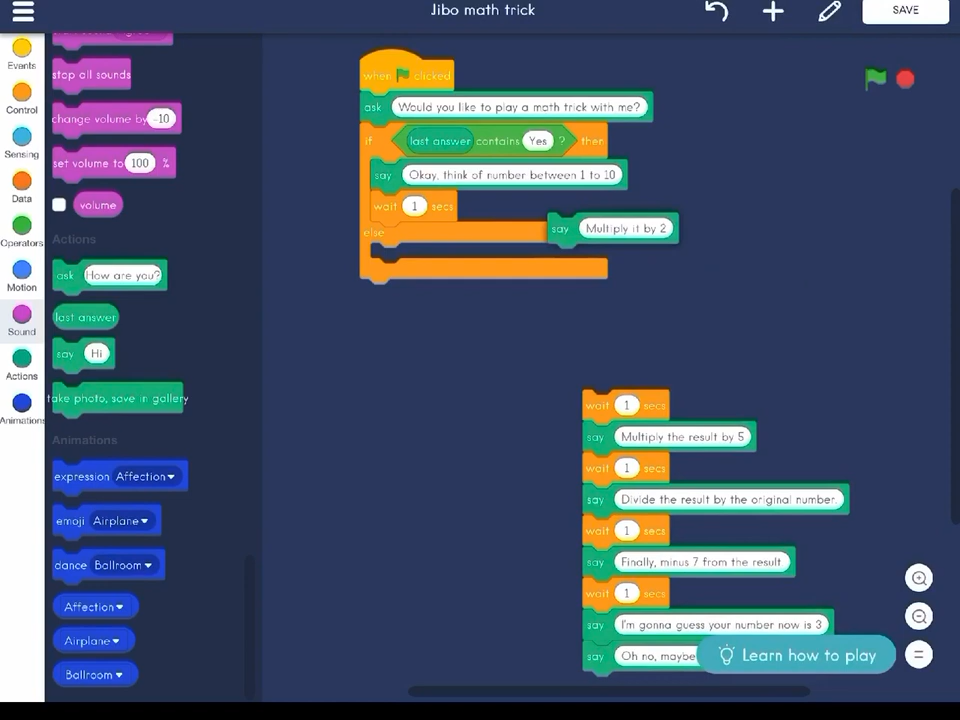 Jibo math trick
SAVE
Events
Control
Sensing
Data
Operators
Motion
Sound
Actions
Animations
stop all sounds
change volume by -10
set volume to 100 %
volume
Actions
ask How are you?
last answer
say Hi
take photo, save in gallery
Animations
expression Affection
emoji Airplane
dance Ballroom
Affection
Airplane
Ballroom
when clicked
ask Would you like to play a math trick with me?
if last answer contains Yes ? then
say Okay, think of number between 1 to 10
wait 1 secs
else
say Multiply it by 2
wait 1 secs
say Multiply the result by 5
wait 1 secs
say Divide the result by the original number.
wait 1 secs
say Finally, minus 7 from the result
wait 1 secs
say I'm gonna guess your number now is 3
say Oh no, maybe
Learn how to play